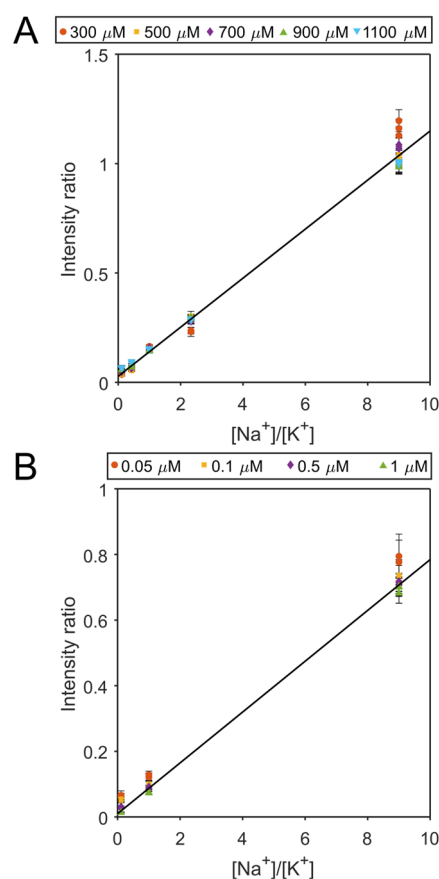 A
300 μM 500 μM 700 μM 900 μM 1100 μM
1.5
1
0.5
0
Intensity ratio
0 2 4 6 8 10
[Na⁺]/[K⁺]
B
0.05 μM 0.1 μM 0.5 μM 1 μM
1
0.8
0.6
0.4
0.2
0
Intensity ratio
0 2 4 6 8 10
[Na⁺]/[K⁺]